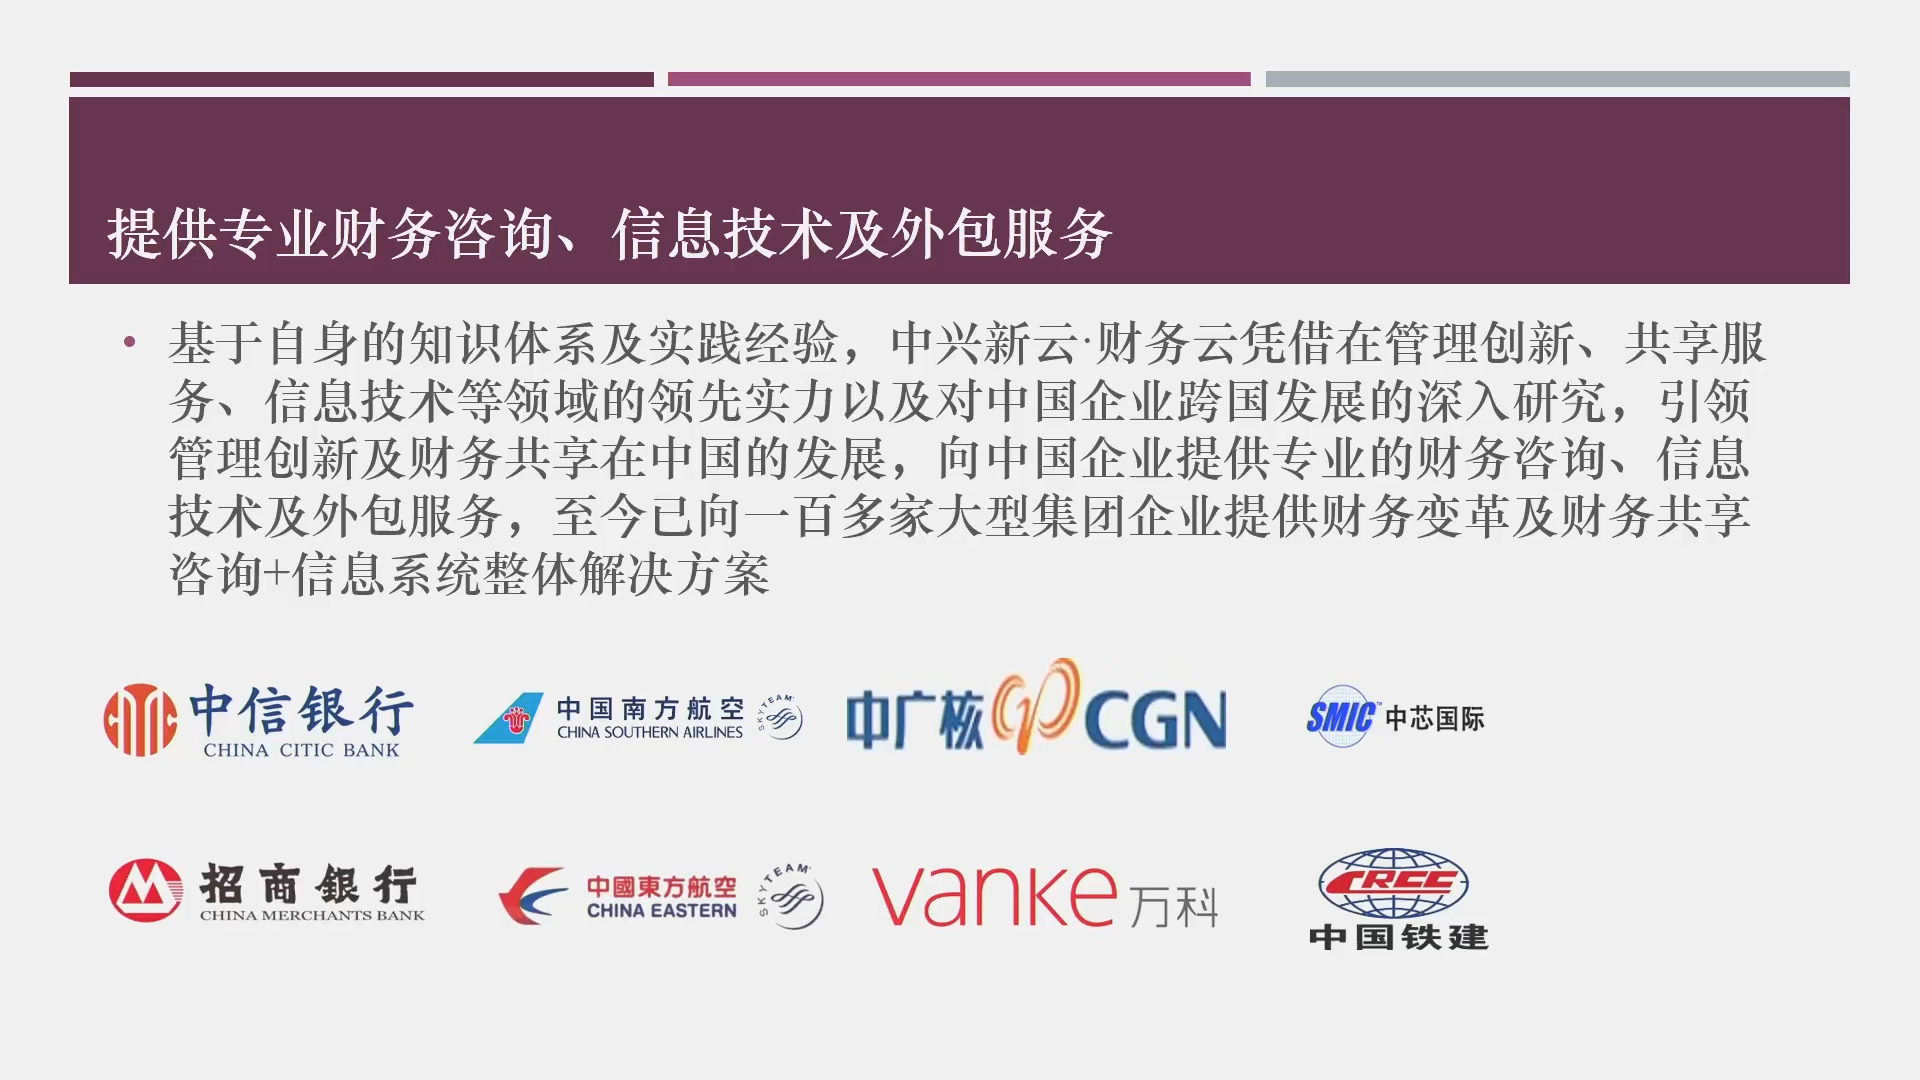 提供专业财务咨询、信息技术及外包服务
• 基于自身的知识体系及实践经验，中兴新云·财务云凭借在管理创新、共享服
务、信息技术等领域的领先实力以及对中国企业跨国发展的深入研究，引领
管理创新及财务共享在中国的发展，向中国企业提供专业的财务咨询、信息
技术及外包服务，至今已向一百多家大型集团企业提供财务变革及财务共享
咨询+信息系统整体解决方案
中信银行
CHINA CITIC BANK
中国南方航空
CHINA SOUTHERN AIRLINES
SKYTEAM
中广核 CGN
SMIC™ 中芯国际
招商銀行
CHINA MERCHANTS BANK
中國東方航空
CHINA EASTERN
SKYTEAM
vanke 万科
CRCC
中国铁建